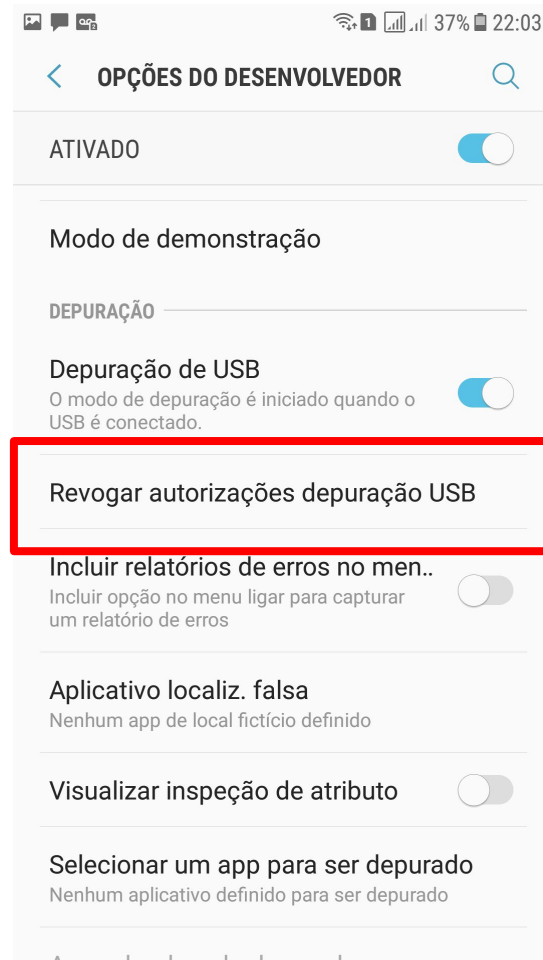 1 37% 22:03
OPÇÕES DO DESENVOLVEDOR
ATIVADO
Modo de demonstração
DEPURAÇÃO
Depuração de USB
O modo de depuração é iniciado quando o
USB é conectado.
Revogar autorizações depuração USB
Incluir relatórios de erros no men..
Incluir opção no menu ligar para capturar
um relatório de erros
Aplicativo localiz. falsa
Nenhum app de local fictício definido
Visualizar inspeção de atributo
Selecionar um app para ser depurado
Nenhum aplicativo definido para ser depurado